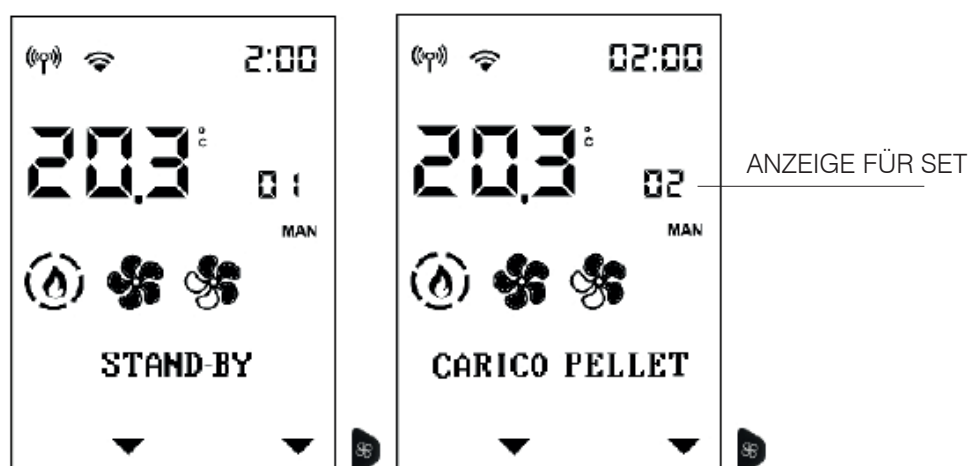 2:00
20.3 °C
01
MAN
STAND-BY
02:00
20.3 °C
02
MAN
CARICO PELLET
ANZEIGE FÜR SET